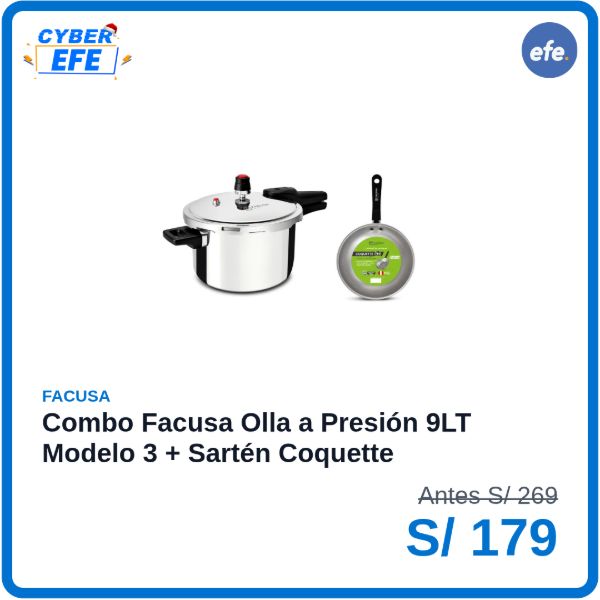 CYBER
EFE
efe.
FACUSA
Combo Facusa Olla a Presión 9LT
Modelo 3 + Sartén Coquette
Antes S/ 269
S/ 179